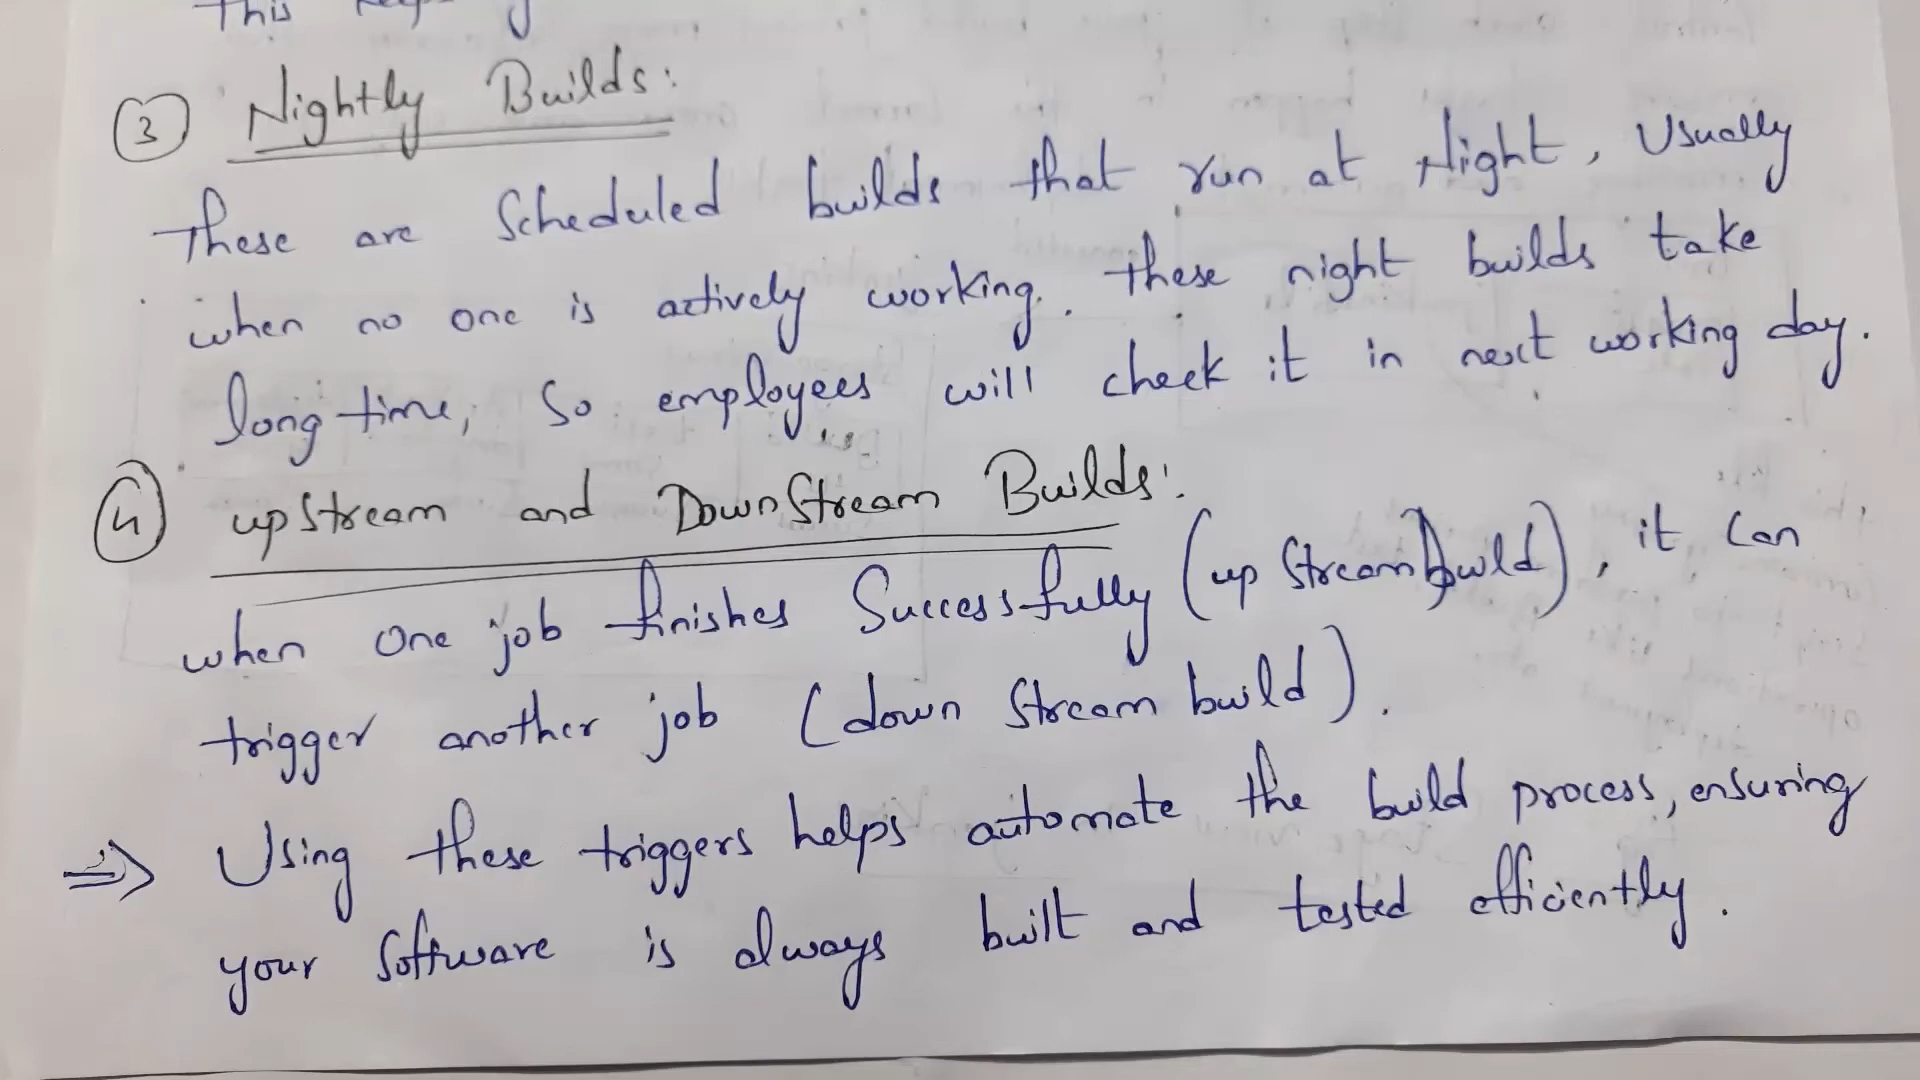 This
③ Nightly Builds:
These are Scheduled builds that run at Night, Usually
when no one is actively working. These night builds take
long time, So employees will check it in next working day.
④ upstream and DownStream Builds:
when one job finishes Successfully (up Stream Build), it can
trigger another job (down Stream build).
⇒ Using these triggers helps automate the build process, ensuring
your Software is always built and tested efficiently.